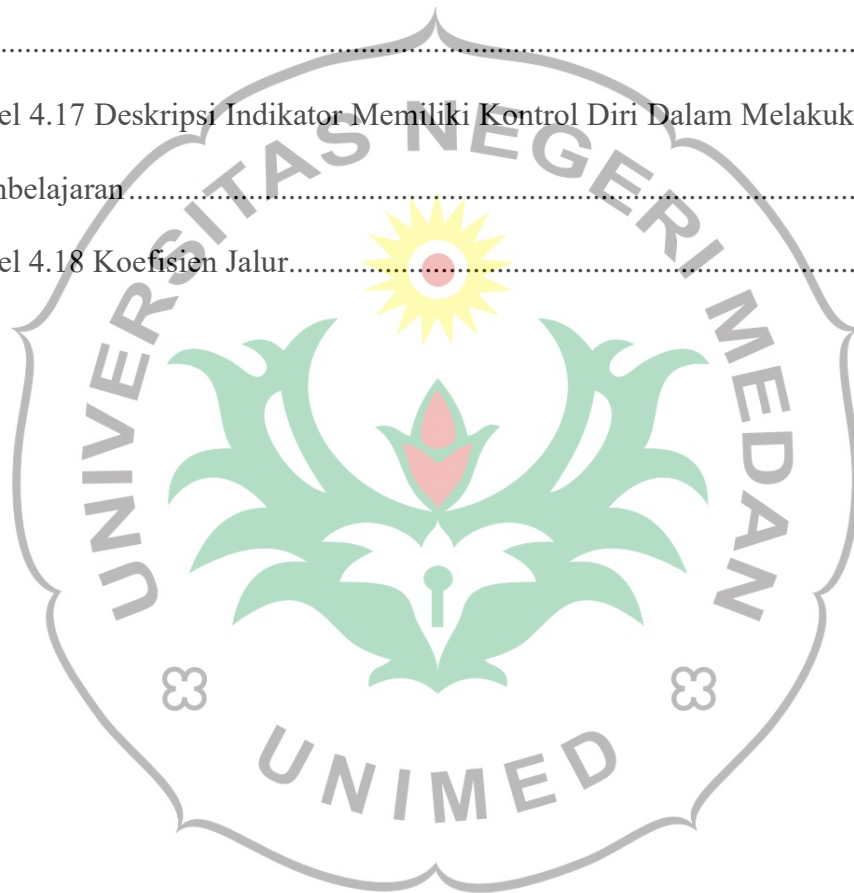 ...........................................................................................................
el 4.17 Deskripsi Indikator Memiliki Kontrol Diri Dalam Melakuk
nbelajaran...........................................................................................
el 4.18 Koefisien Jalur.......................................................................
UNIVERSITAS NEGERI MEDAN
UNIMED